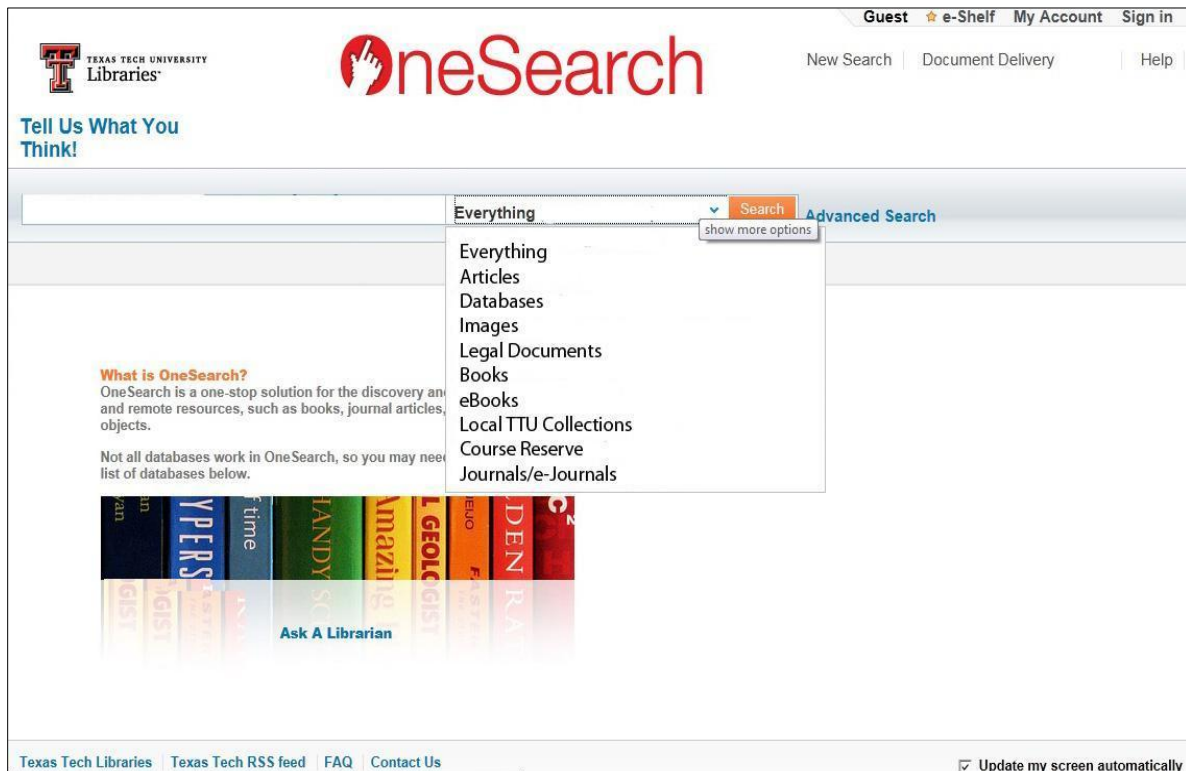 Guest e-Shelf My Account Sign in
TEXAS TECH UNIVERSITY
Libraries
OneSearch
New Search Document Delivery Help
Tell Us What You
Think!
Everything Search Advanced Search
show more options
Everything
Articles
Databases
Images
Legal Documents
Books
eBooks
Local TTU Collections
Course Reserve
Journals/e-Journals
What is OneSearch?
OneSearch is a one-stop solution for the discovery
and remote resources, such as books, journal articles,
objects.
Not all databases work in OneSearch, so you may
list of databases below.
f time
HANDY
GEOLOGIST
Ask A Librarian
Texas Tech Libraries Texas Tech RSS feed FAQ Contact Us
Update my screen automatically